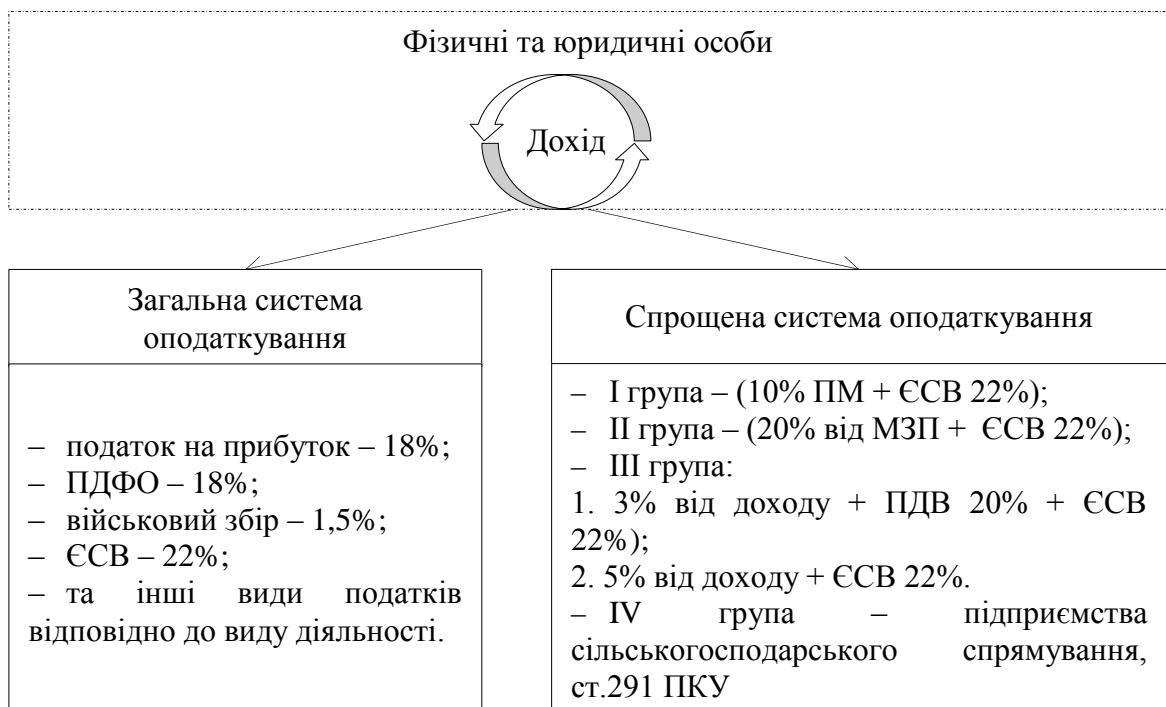 Фізичні та юридичні особи
Дохід
Загальна система
оподаткування
– податок на прибуток – 18%;
– ПДФО – 18%;
– військовий збір – 1,5%;
– ЄСВ – 22%;
– та інші види податків
відповідно до виду діяльності.
Спрощена система оподаткування
– І група – (10% ПМ + ЄСВ 22%);
– ІІ група – (20% від МЗП + ЄСВ 22%);
– ІІІ група:
1. 3% від доходу + ПДВ 20% + ЄСВ
22%);
2. 5% від доходу + ЄСВ 22%.
– IV група – підприємства
сільськогосподарського спрямування,
ст.291 ПКУ